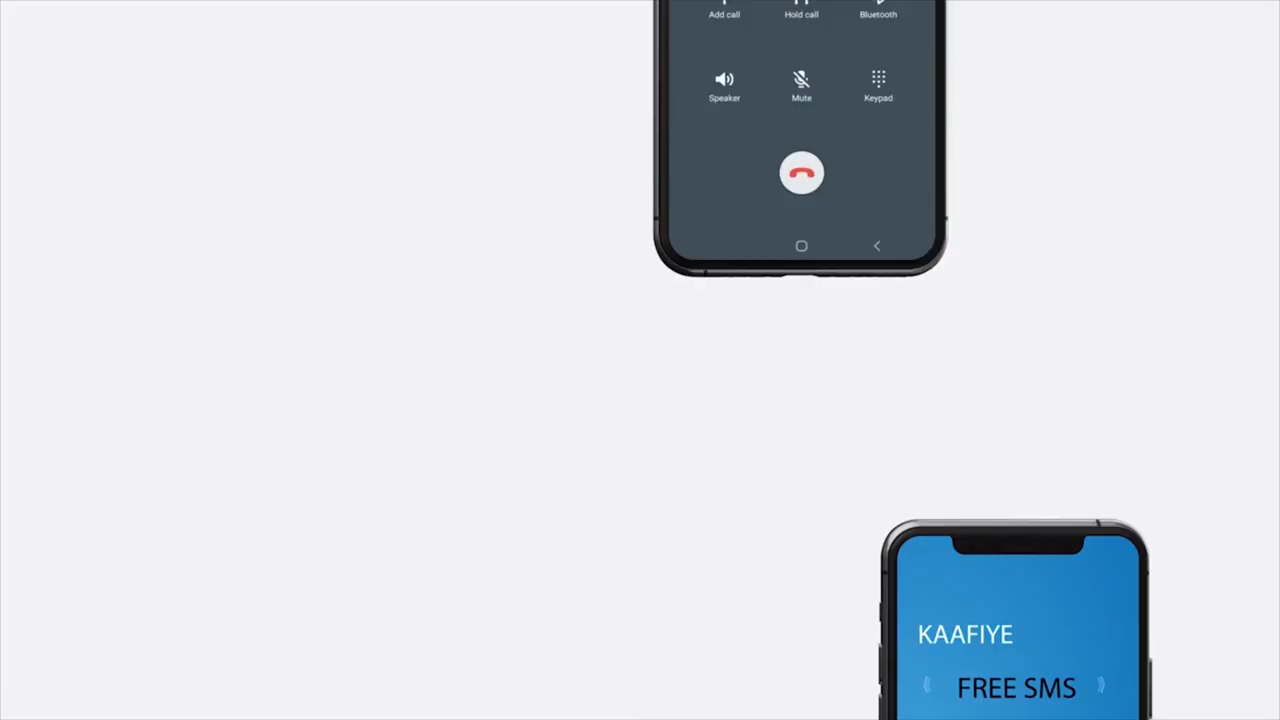 Add call Hold call Bluetooth
Speaker Mute Keypad
KAAFIYE
FREE SMS